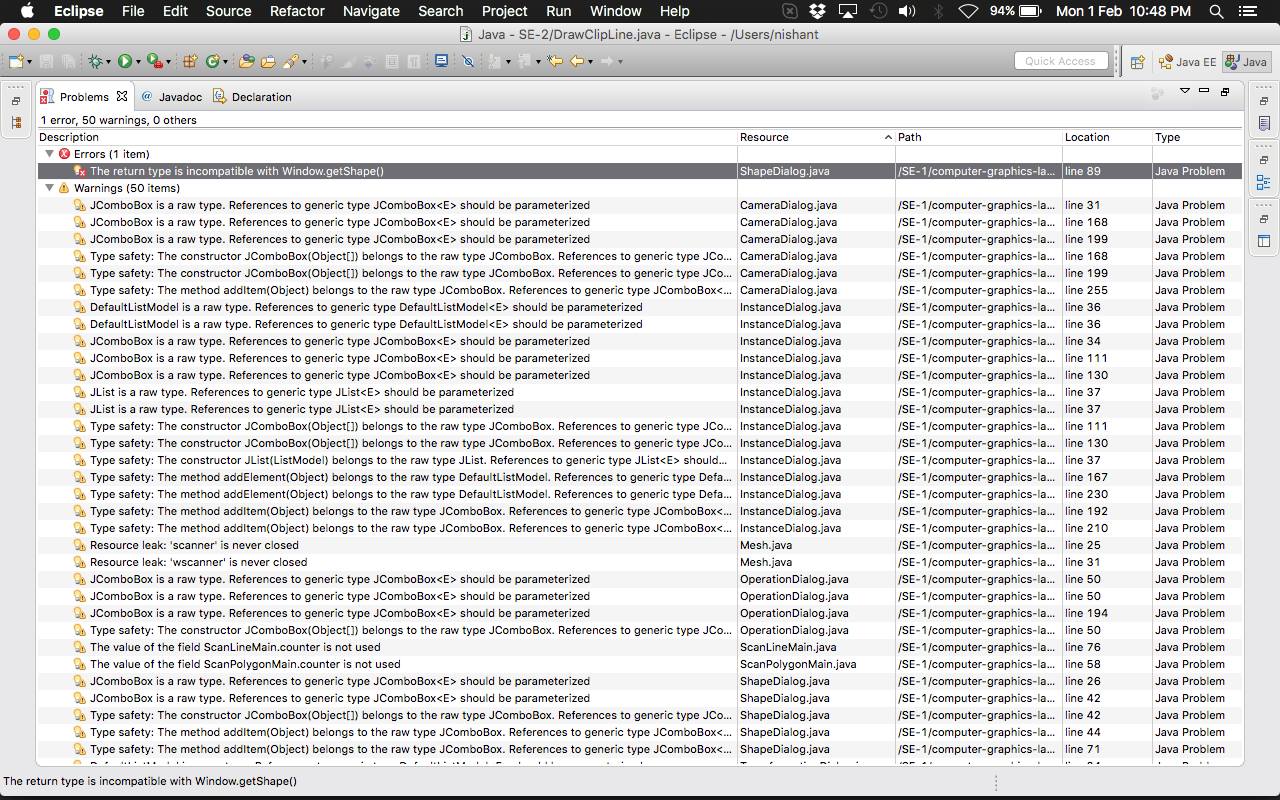 Eclipse File Edit Source Refactor Navigate Search Project Run Window Help 94% Mon 1 Feb 10:48 PM
Java - SE-2/DrawClipLine.java - Eclipse - /Users/nishant
Quick Access Java EE Java
Problems @ Javadoc Declaration
1 error, 50 warnings, 0 others
Description Resource Path Location Type
Errors (1 item)
The return type is incompatible with Window.getShape() ShapeDialog.java /SE-1/computer-graphics-la... line 89 Java Problem
Warnings (50 items)
JComboBox is a raw type. References to generic type JComboBox<E> should be parameterized CameraDialog.java /SE-1/computer-graphics-la... line 31 Java Problem
JComboBox is a raw type. References to generic type JComboBox<E> should be parameterized CameraDialog.java /SE-1/computer-graphics-la... line 168 Java Problem
JComboBox is a raw type. References to generic type JComboBox<E> should be parameterized CameraDialog.java /SE-1/computer-graphics-la... line 199 Java Problem
Type safety: The constructor JComboBox(Object[]) belongs to the raw type JComboBox. References to generic type JCo... CameraDialog.java /SE-1/computer-graphics-la... line 168 Java Problem
Type safety: The constructor JComboBox(Object[]) belongs to the raw type JComboBox. References to generic type JCo... CameraDialog.java /SE-1/computer-graphics-la... line 199 Java Problem
Type safety: The method addItem(Object) belongs to the raw type JComboBox. References to generic type JComboBox<... CameraDialog.java /SE-1/computer-graphics-la... line 255 Java Problem
DefaultListModel is a raw type. References to generic type DefaultListModel<E> should be parameterized InstanceDialog.java /SE-1/computer-graphics-la... line 36 Java Problem
DefaultListModel is a raw type. References to generic type DefaultListModel<E> should be parameterized InstanceDialog.java /SE-1/computer-graphics-la... line 36 Java Problem
JComboBox is a raw type. References to generic type JComboBox<E> should be parameterized InstanceDialog.java /SE-1/computer-graphics-la... line 34 Java Problem
JComboBox is a raw type. References to generic type JComboBox<E> should be parameterized InstanceDialog.java /SE-1/computer-graphics-la... line 111 Java Problem
JComboBox is a raw type. References to generic type JComboBox<E> should be parameterized InstanceDialog.java /SE-1/computer-graphics-la... line 130 Java Problem
JList is a raw type. References to generic type JList<E> should be parameterized InstanceDialog.java /SE-1/computer-graphics-la... line 37 Java Problem
JList is a raw type. References to generic type JList<E> should be parameterized InstanceDialog.java /SE-1/computer-graphics-la... line 37 Java Problem
Type safety: The constructor JComboBox(Object[]) belongs to the raw type JComboBox. References to generic type JCo... InstanceDialog.java /SE-1/computer-graphics-la... line 111 Java Problem
Type safety: The constructor JComboBox(Object[]) belongs to the raw type JComboBox. References to generic type JCo... InstanceDialog.java /SE-1/computer-graphics-la... line 130 Java Problem
Type safety: The constructor JList(ListModel) belongs to the raw type JList. References to generic type JList<E> should... InstanceDialog.java /SE-1/computer-graphics-la... line 37 Java Problem
Type safety: The method addElement(Object) belongs to the raw type DefaultListModel. References to generic type Defa... InstanceDialog.java /SE-1/computer-graphics-la... line 167 Java Problem
Type safety: The method addElement(Object) belongs to the raw type DefaultListModel. References to generic type Defa... InstanceDialog.java /SE-1/computer-graphics-la... line 230 Java Problem
Type safety: The method addItem(Object) belongs to the raw type JComboBox. References to generic type JComboBox<... InstanceDialog.java /SE-1/computer-graphics-la... line 192 Java Problem
Type safety: The method addItem(Object) belongs to the raw type JComboBox. References to generic type JComboBox<... InstanceDialog.java /SE-1/computer-graphics-la... line 210 Java Problem
Resource leak: 'scanner' is never closed Mesh.java /SE-1/computer-graphics-la... line 25 Java Problem
Resource leak: 'wscanner' is never closed Mesh.java /SE-1/computer-graphics-la... line 31 Java Problem
JComboBox is a raw type. References to generic type JComboBox<E> should be parameterized OperationDialog.java /SE-1/computer-graphics-la... line 50 Java Problem
JComboBox is a raw type. References to generic type JComboBox<E> should be parameterized OperationDialog.java /SE-1/computer-graphics-la... line 50 Java Problem
JComboBox is a raw type. References to generic type JComboBox<E> should be parameterized OperationDialog.java /SE-1/computer-graphics-la... line 194 Java Problem
Type safety: The constructor JComboBox(Object[]) belongs to the raw type JComboBox. References to generic type JCo... OperationDialog.java /SE-1/computer-graphics-la... line 50 Java Problem
The value of the field ScanLineMain.counter is not used ScanLineMain.java /SE-1/computer-graphics-la... line 76 Java Problem
The value of the field ScanPolygonMain.counter is not used ScanPolygonMain.java /SE-1/computer-graphics-la... line 58 Java Problem
JComboBox is a raw type. References to generic type JComboBox<E> should be parameterized ShapeDialog.java /SE-1/computer-graphics-la... line 26 Java Problem
JComboBox is a raw type. References to generic type JComboBox<E> should be parameterized ShapeDialog.java /SE-1/computer-graphics-la... line 42 Java Problem
Type safety: The constructor JComboBox(Object[]) belongs to the raw type JComboBox. References to generic type JCo... ShapeDialog.java /SE-1/computer-graphics-la... line 42 Java Problem
Type safety: The method addItem(Object) belongs to the raw type JComboBox. References to generic type JComboBox<... ShapeDialog.java /SE-1/computer-graphics-la... line 44 Java Problem
Type safety: The method addItem(Object) belongs to the raw type JComboBox. References to generic type JComboBox<... ShapeDialog.java /SE-1/computer-graphics-la... line 71 Java Problem
The return type is incompatible with Window.getShape()